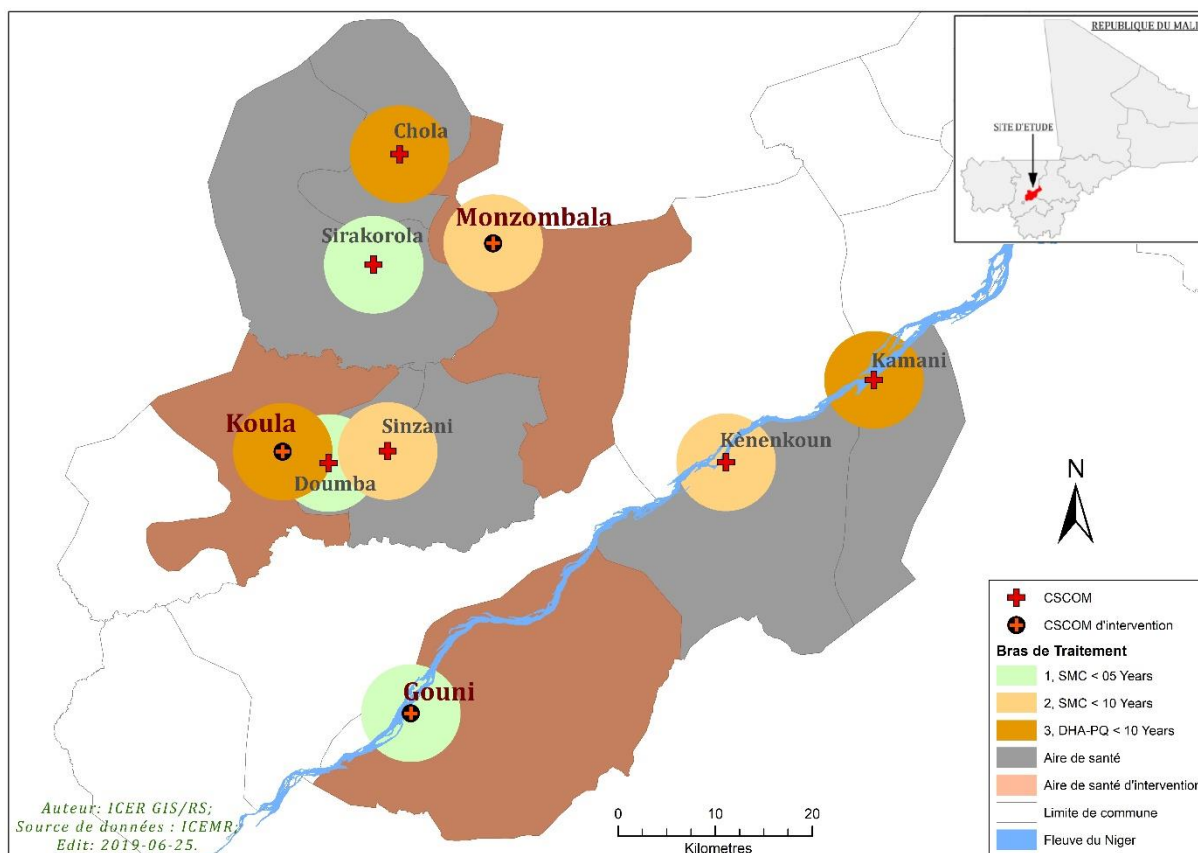 REPUBLIQUE DU MALI
SITE D'ETUDE
Chola
Monzombala
Sirakorola
Kamani
Koula
Sinzani
Kènenkoun
Doumba
N
Gouni
CSCOM
CSCOM d'intervention
Bras de Traitement
1, SMC < 05 Years
2, SMC < 10 Years
3, DHA-PQ < 10 Years
Aire de santé
Aire de santé d'intervention
Limite de commune
Fleuve du Niger
0 10 20
Kilometres
Auteur: ICER GIS/RS;
Source de données : ICEMR;
Edit: 2019-06-25.